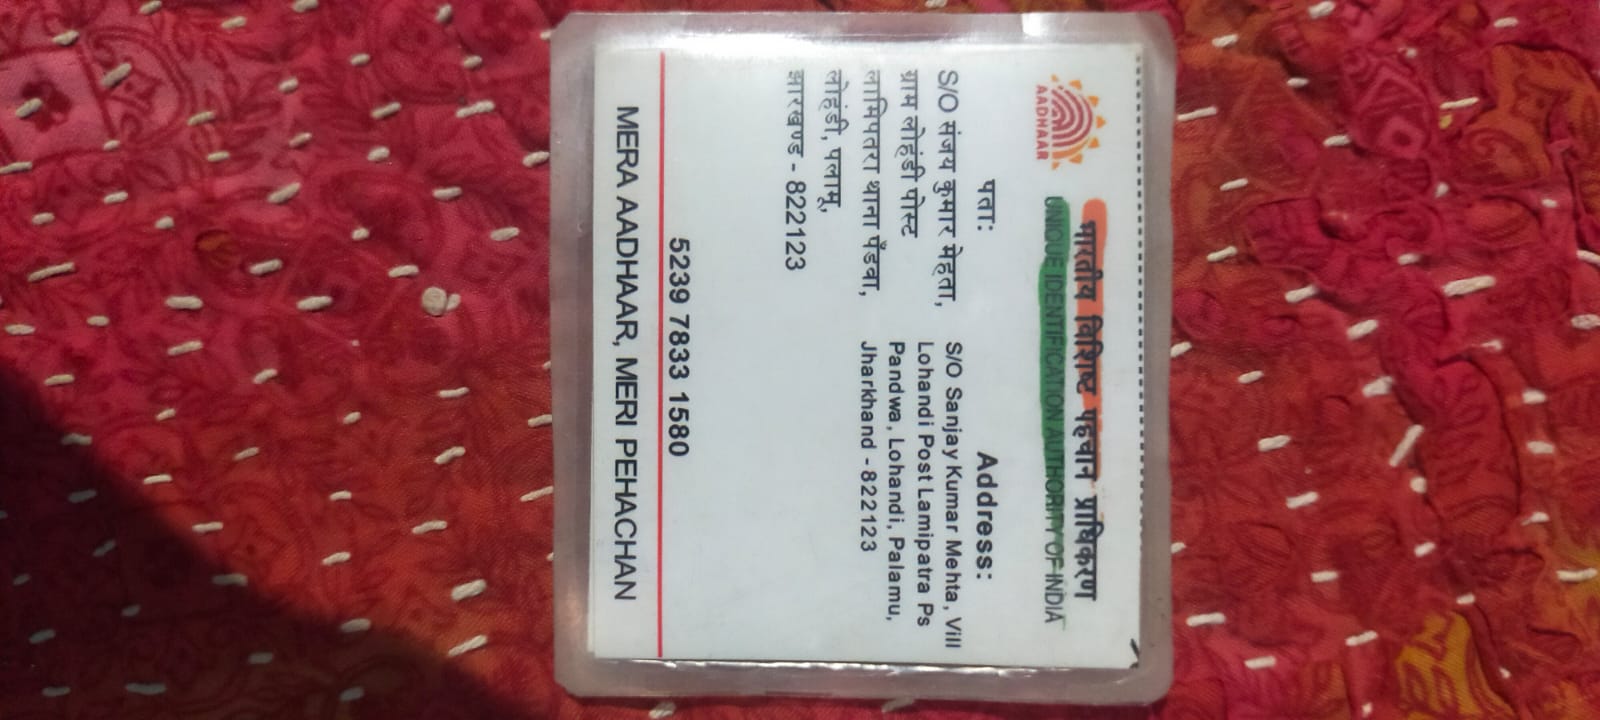 भारतीय विशिष्ट पहचान प्राधिकरण
UNIQUE IDENTIFICATION AUTHORITY OF INDIA
AADHAAR
पता:
S/O संजय कुमार मेहता,
ग्राम लोहंडी पोस्ट
लामिपतरा थाना पँडवा,
लोहंडी, पलामू,
झारखण्ड - 822123
Address:
S/O Sanjay Kumar Mehta, Vill
Lohandi Post Lamipatra Ps
Pandwa, Lohandi, Palamu,
Jharkhand - 822123
5239 7833 1580
MERA AADHAAR, MERI PEHACHAN